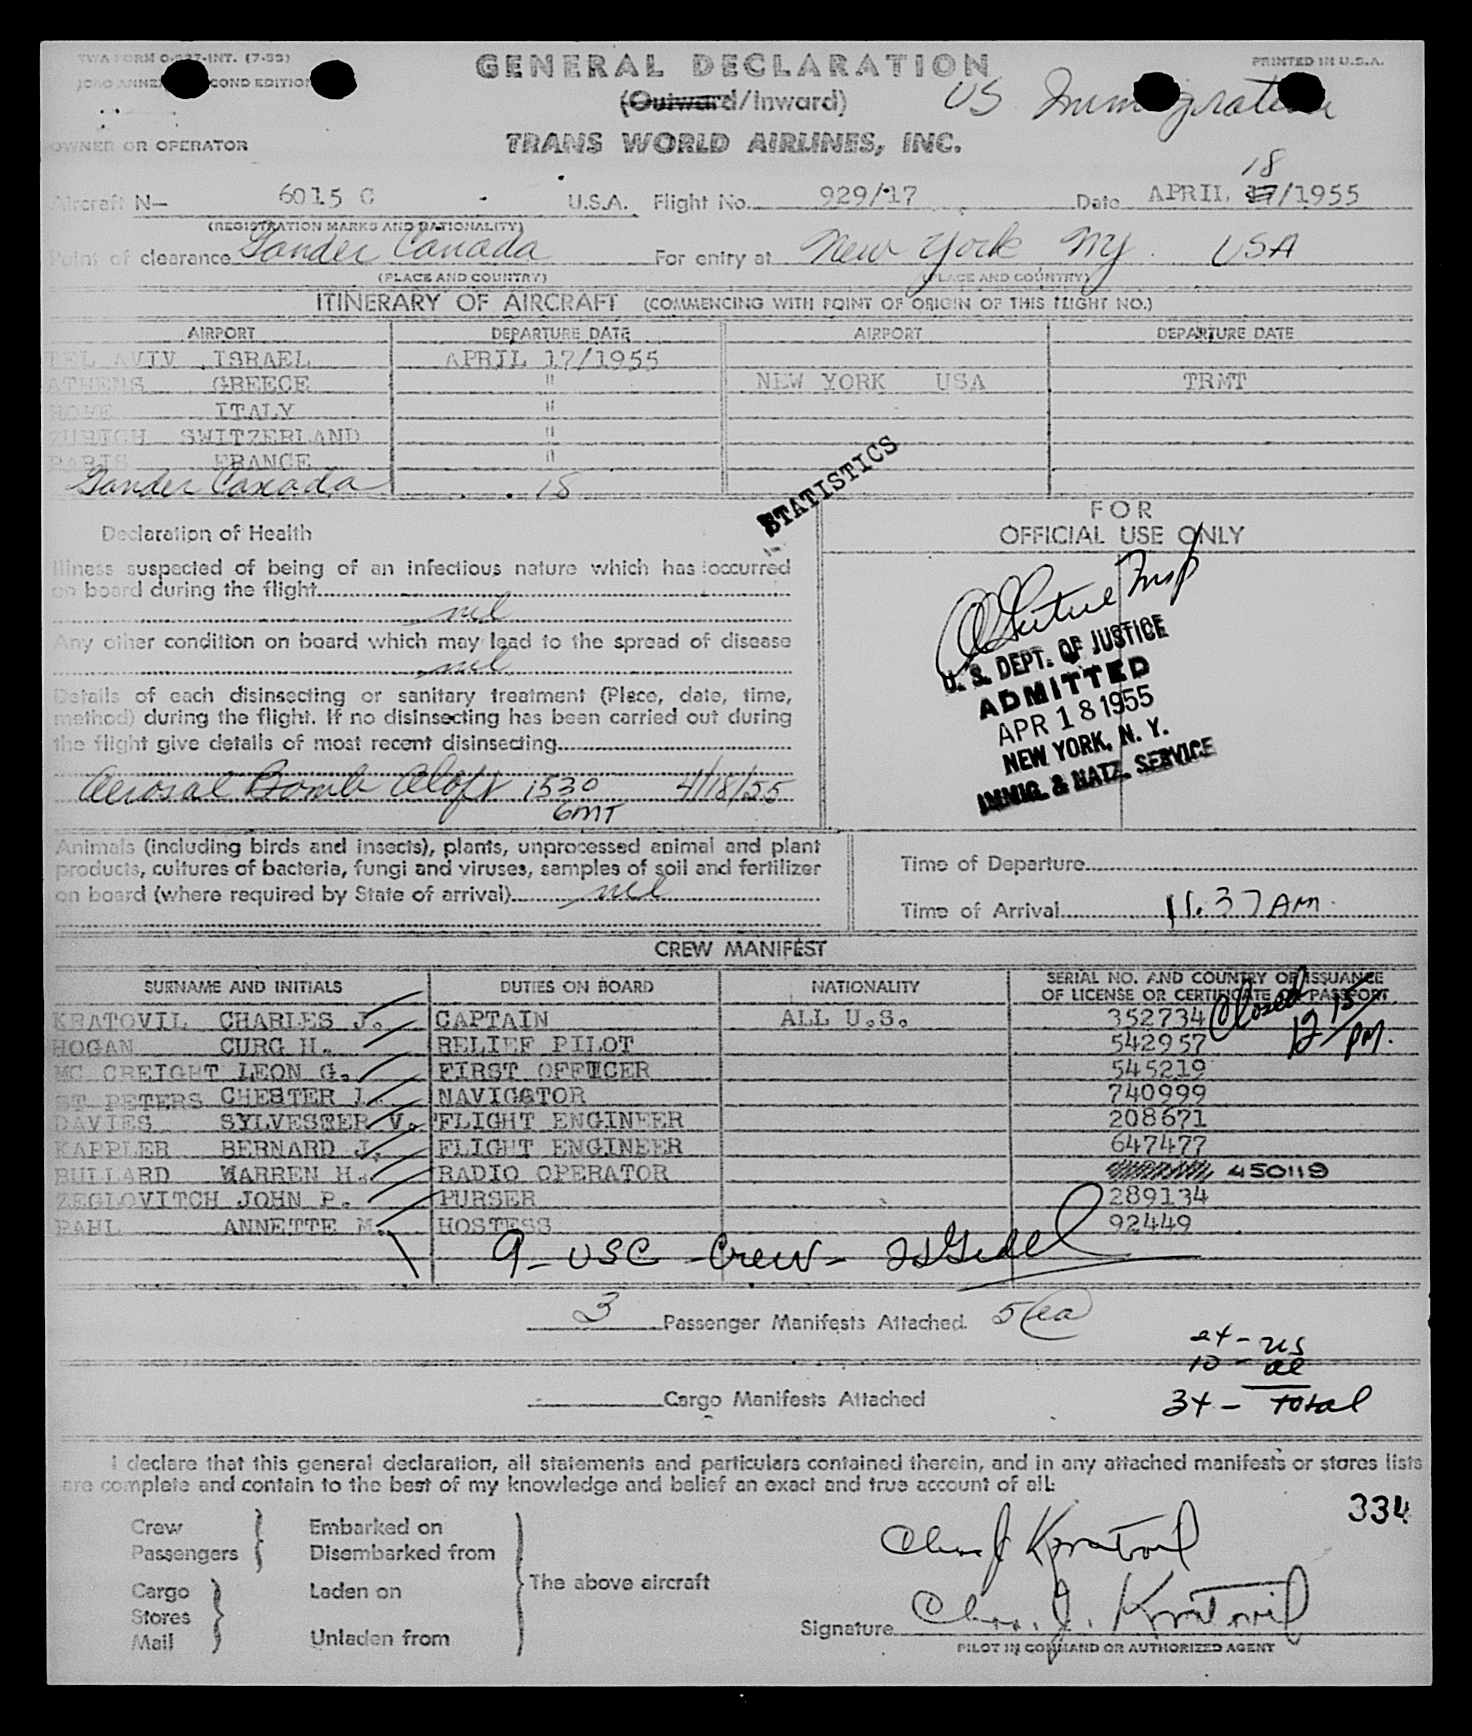 TWA FORM O-  7-INT. (7-53)
PRINTED IN U.S.A.
SECOND EDITION
GENERAL DECLARATION
(Outward/Inward)
US Immigration
TRANS WORLD AIRLINES, INC.
OWNER OR OPERATOR
18
Aircraft N— 6015 C U.S.A. Flight No. 929/17 Date APRIL 17/1955
(REGISTRATION MARKS AND NATIONALITY)
Point of clearance Gander Canada For entry at New York NY. USA
(PLACE AND COUNTRY) (PLACE AND COUNTRY)
ITINERARY OF AIRCRAFT (COMMENCING WITH POINT OF ORIGIN OF THIS FLIGHT NO.)
AIRPORT DEPARTURE DATE AIRPORT DEPARTURE DATE
TEL AVIV ISRAEL APRIL 17/1955
ATHENS GREECE " NEW YORK USA TRMT
ROME ITALY "
ZURICH SWITZERLAND "
PARIS FRANCE "
Gander Canada 18
STATISTICS
FOR
OFFICIAL USE ONLY
Declaration of Health
Illness suspected of being of an infectious nature which has occurred
on board during the flight
nil
Any other condition on board which may lead to the spread of disease
nil
Details of each disinsecting or sanitary treatment (Place, date, time,
method) during the flight. If no disinsecting has been carried out during
the flight give details of most recent disinsecting
Aerosal Bomb Aloft 1530 4/18/55
GMT
Insp
U. S. DEPT. OF JUSTICE
ADMITTED
APR 18 1955
NEW YORK, N. Y.
IMMIG. & NATZ. SERVICE
Animals (including birds and insects), plants, unprocessed animal and plant
products, cultures of bacteria, fungi and viruses, samples of soil and fertilizer
on board (where required by State of arrival) nil
Time of Departure
Time of Arrival 11.37 AM.
CREW MANIFEST
SURNAME AND INITIALS DUTIES ON BOARD NATIONALITY SERIAL NO. AND COUNTRY OF ISSUANCE
OF LICENSE OR CERTIFICATE OR PASSPORT
KRATOVIL CHARLES J. CAPTAIN ALL U.S. 352734
Closed 12 15 PM.
HOGAN CURG H. RELIEF PILOT 542957
MC CREIGHT LEON G. FIRST OFFICER 545219
ST PETERS CHESTER L. NAVIGATOR 740999
DAVIES SYLVESTER V. FLIGHT ENGINEER 208671
KAPPLER BERNARD J. FLIGHT ENGINEER 647477
BULLARD WARREN H. RADIO OPERATOR 450119
ZEGLOVITCH JOHN P. PURSER 289134
PAHL ANNETTE M. HOSTESS 92449
9 - USC - Crew -
3 Passenger Manifests Attached 5 ea
24 - US
10 - al
Cargo Manifests Attached
34 - total
I declare that this general declaration, all statements and particulars contained therein, and in any attached manifests or stores lists
are complete and contain to the best of my knowledge and belief an exact and true account of all:
334
Crew Embarked on
Passengers Disembarked from
The above aircraft
Cargo Laden on
Stores
Mail Unladen from
Chas J Kratovil
Signature Chas. J. Kratovil
PILOT IN COMMAND OR AUTHORIZED AGENT